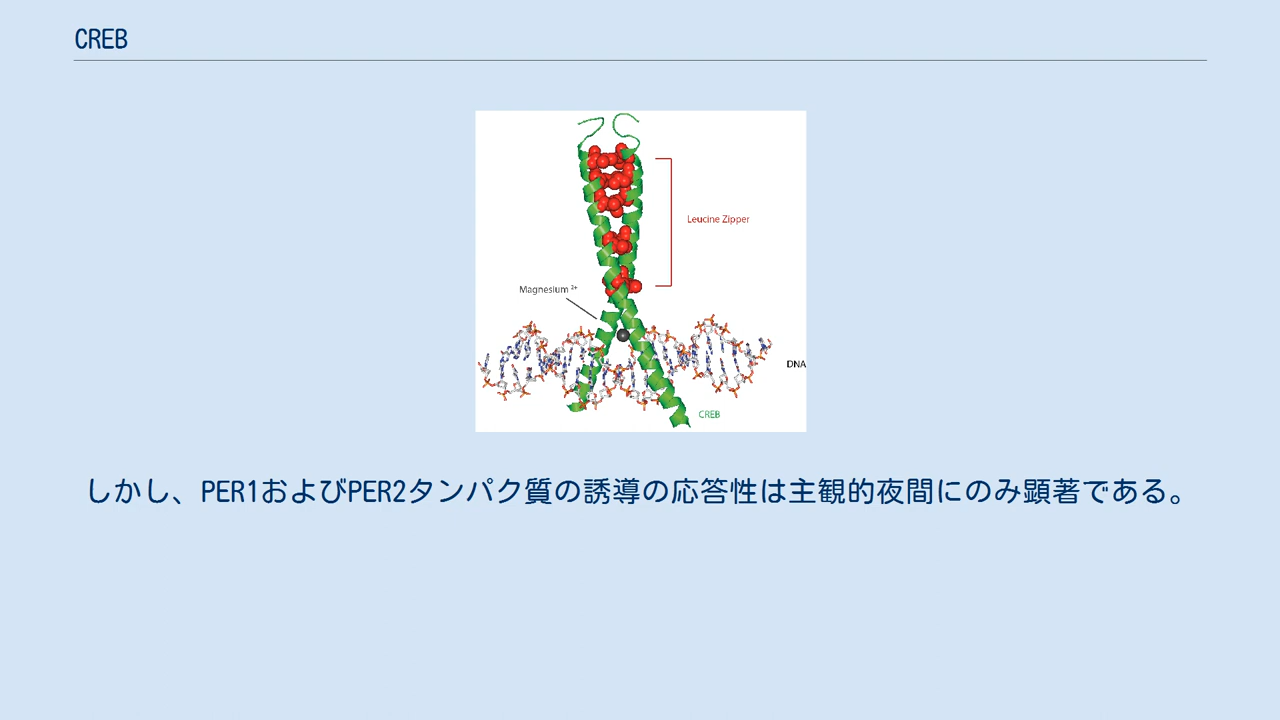 CREB
Leucine Zipper
Magnesium ²⁺
DNA
CREB
しかし、PER1およびPER2タンパク質の誘導の応答性は主観的夜間にのみ顕著である。